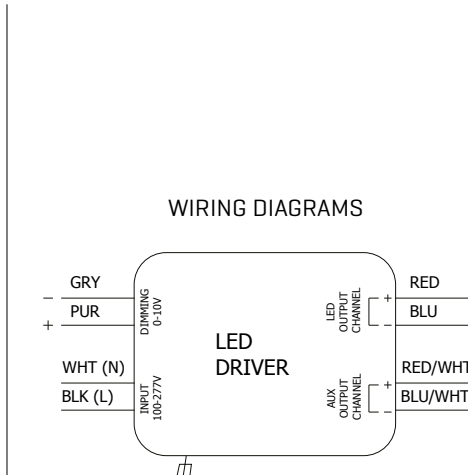 WIRING DIAGRAMS
− GRY
+ PUR
DIMMING
0-10V
WHT (N)
BLK (L)
INPUT
100-277V
LED
DRIVER
LED
OUTPUT
CHANNEL
+ RED
− BLU
AUX
OUTPUT
CHANNEL
+ RED/WHT
− BLU/WHT